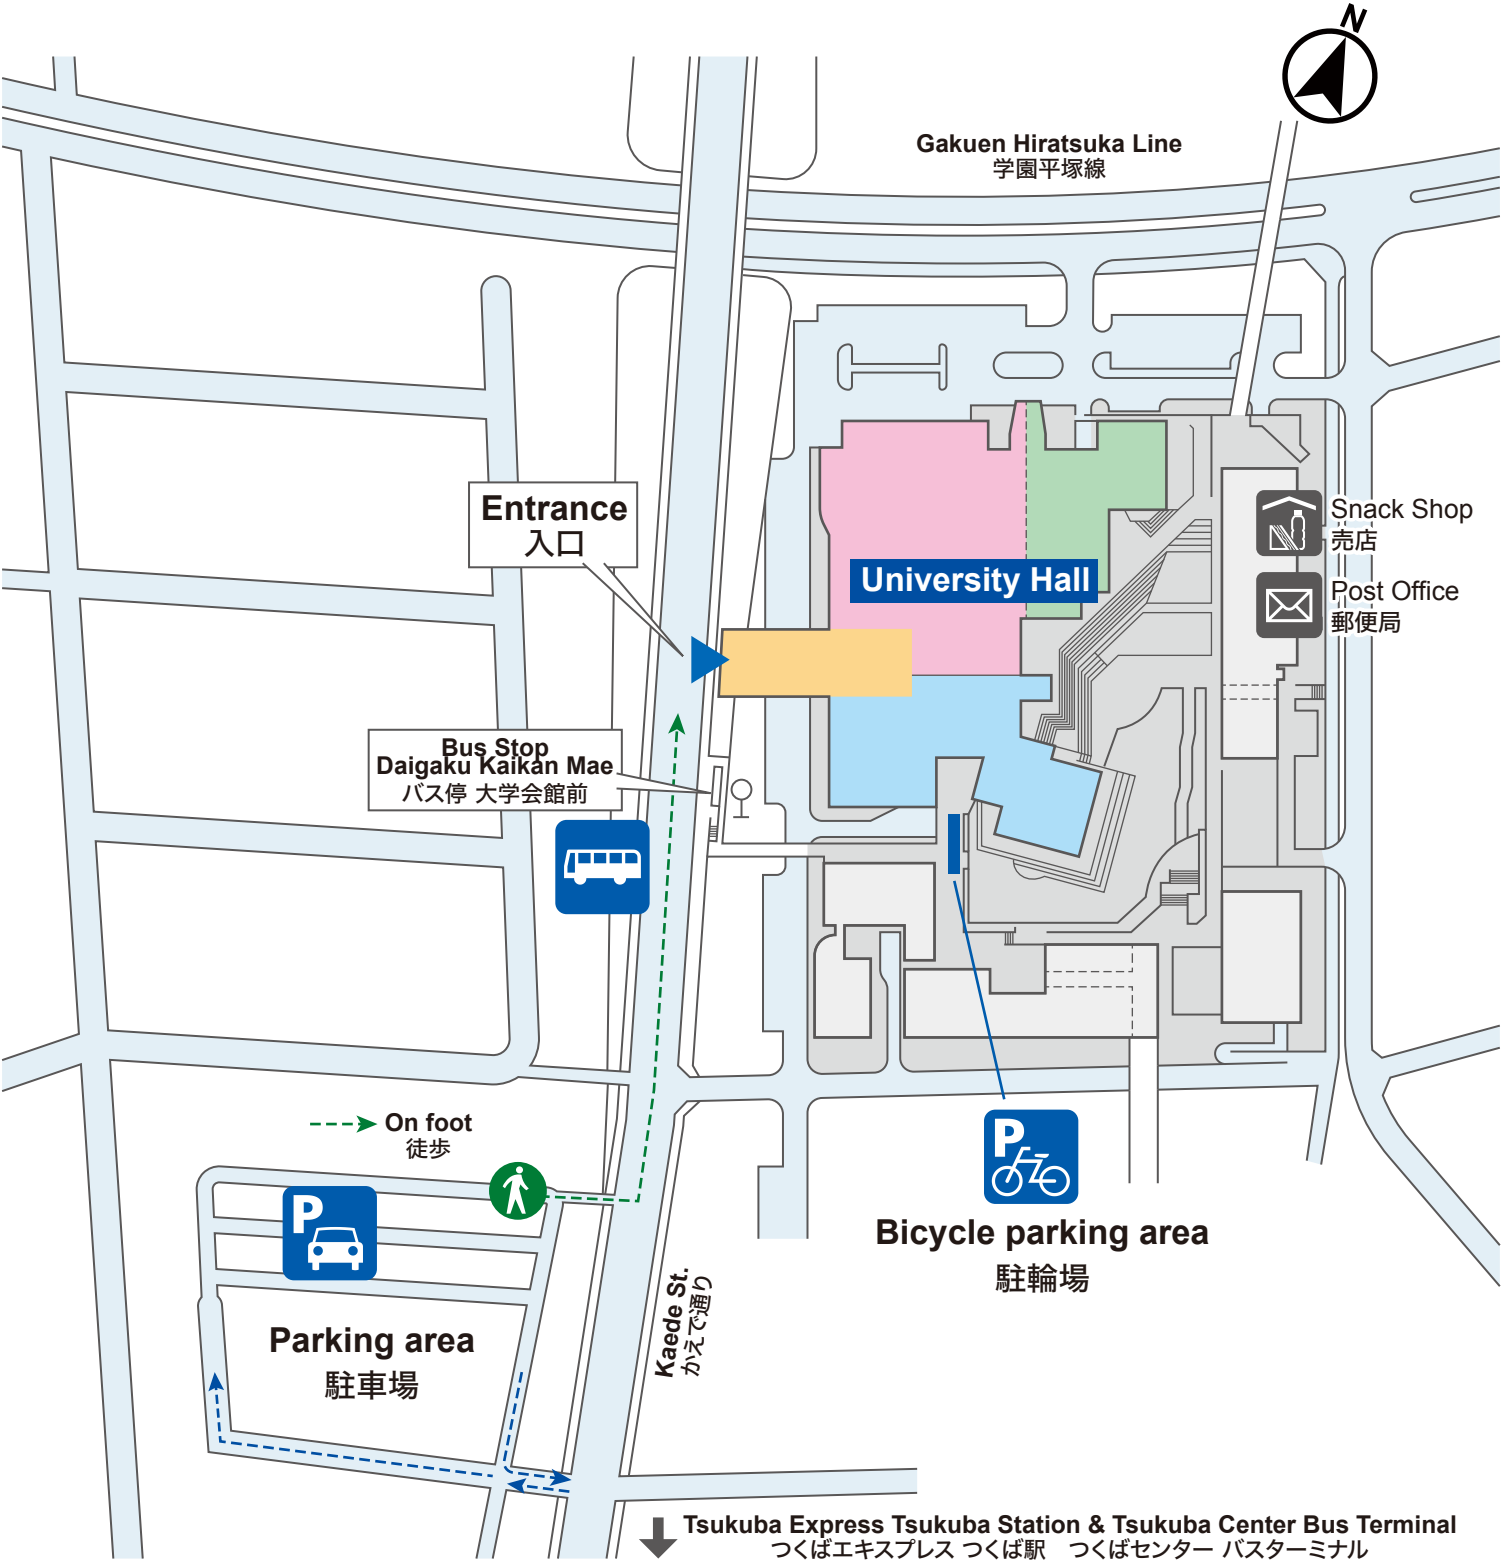 N
Gakuen Hiratsuka Line
学園平塚線
Entrance
入口
Snack Shop
売店
University Hall
Post Office
郵便局
Bus Stop
Daigaku Kaikan Mae
バス停 大学会館前
On foot
徒歩
P
P
Bicycle parking area
駐輪場
Kaede St.
かえで通り
Parking area
駐車場
Tsukuba Express Tsukuba Station & Tsukuba Center Bus Terminal
つくばエキスプレス つくば駅 つくばセンター バスターミナル